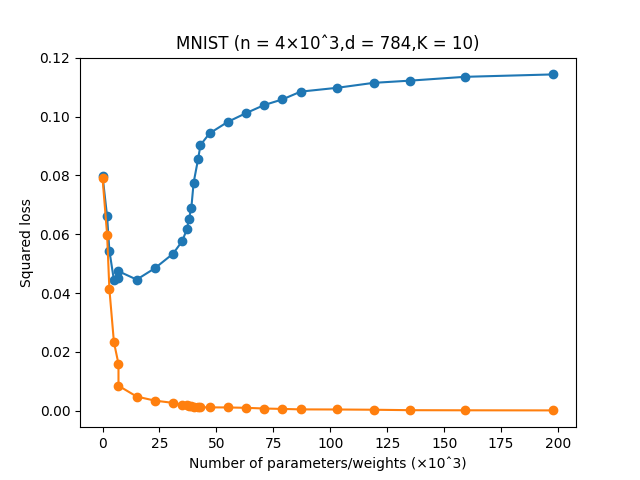 MNIST (n = 4×10ˆ3,d = 784,K = 10)
0.12
0.10
0.08
0.06
0.04
0.02
0.00
Squared loss
0 25 50 75 100 125 150 175 200
Number of parameters/weights (×10ˆ3)